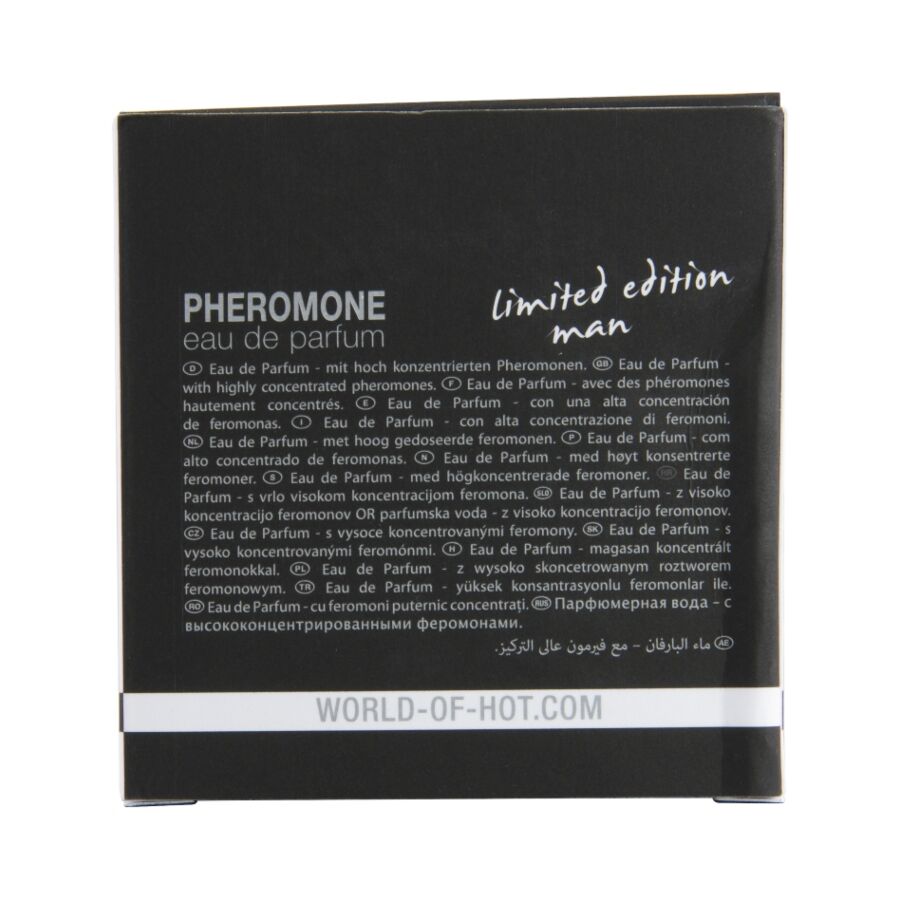 PHEROMONE
eau de parfum
limited edition
man
D Eau de Parfum - mit hoch konzentrierten Pheromonen. GB Eau de Parfum -
with highly concentrated pheromones. F Eau de Parfum - avec des phéromones
hautement concentrés. E Eau de Parfum - con una alta concentración
de feromonas. I Eau de Parfum - con alta concentrazione di feromoni.
NL Eau de Parfum - met hoog gedoseerde feromonen. P Eau de Parfum - com
alto concentrado de feromonas. N Eau de Parfum - med høyt konsentrerte
feromoner. S Eau de Parfum - med högkoncentrerade feromoner. HR Eau de
Parfum - s vrlo visokom koncentracijom feromona. SLO Eau de Parfum - z visoko
koncentracijo feromonov OR parfumska voda - z visoko koncentracijo feromonov.
CZ Eau de Parfum - s vysoce koncentrovanými feromony. SK Eau de Parfum - s
vysoko koncentrovanými feromónmi. H Eau de Parfum - magasan koncentrált
feromonokkal. PL Eau de Parfum - z wysoko skoncetrowanym roztworem
feromonowym. TR Eau de Parfum - yüksek konsantrasyonlu feromonlar ile.
RO Eau de Parfum - cu feromoni puternic concentrați. RUS Парфюмерная вода - с
высококонцентрированными феромонами.
AE ماء البارفان - مع فيرمون عالى التركيز.
WORLD-OF-HOT.COM